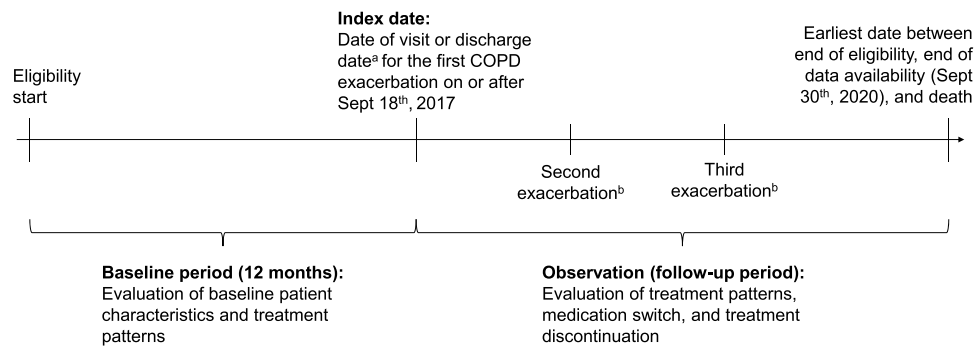 Eligibility
start
Index date:
Date of visit or discharge
dateᵃ for the first COPD
exacerbation on or after
Sept 18ᵗʰ, 2017
Earliest date between
end of eligibility, end of
data availability (Sept
30ᵗʰ, 2020), and death
Second
exacerbationᵇ
Third
exacerbationᵇ
Baseline period (12 months):
Evaluation of baseline patient
characteristics and treatment
patterns
Observation (follow-up period):
Evaluation of treatment patterns,
medication switch, and treatment
discontinuation